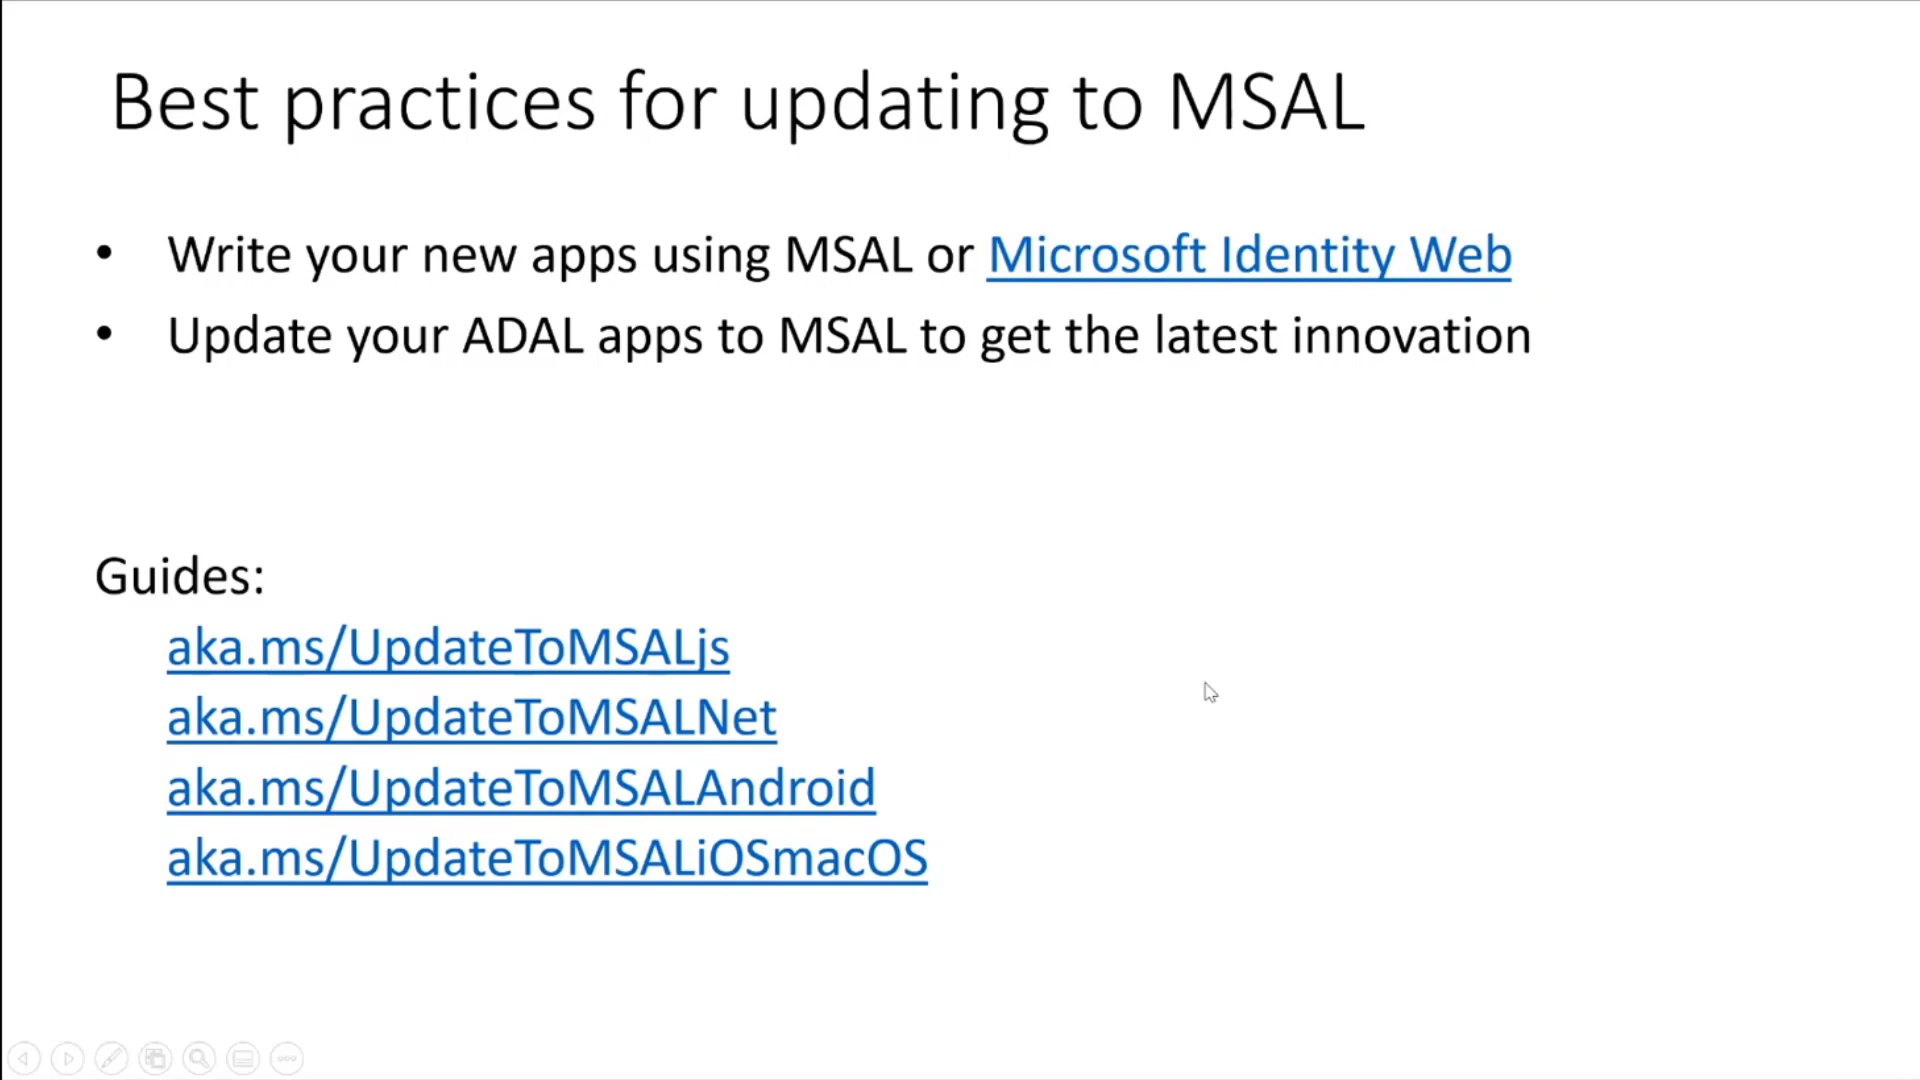 Best practices for updating to MSAL
• Write your new apps using MSAL or Microsoft Identity Web
• Update your ADAL apps to MSAL to get the latest innovation
Guides:
aka.ms/UpdateToMSALjs
aka.ms/UpdateToMSALNet
aka.ms/UpdateToMSALAndroid
aka.ms/UpdateToMSALiOSmacOS